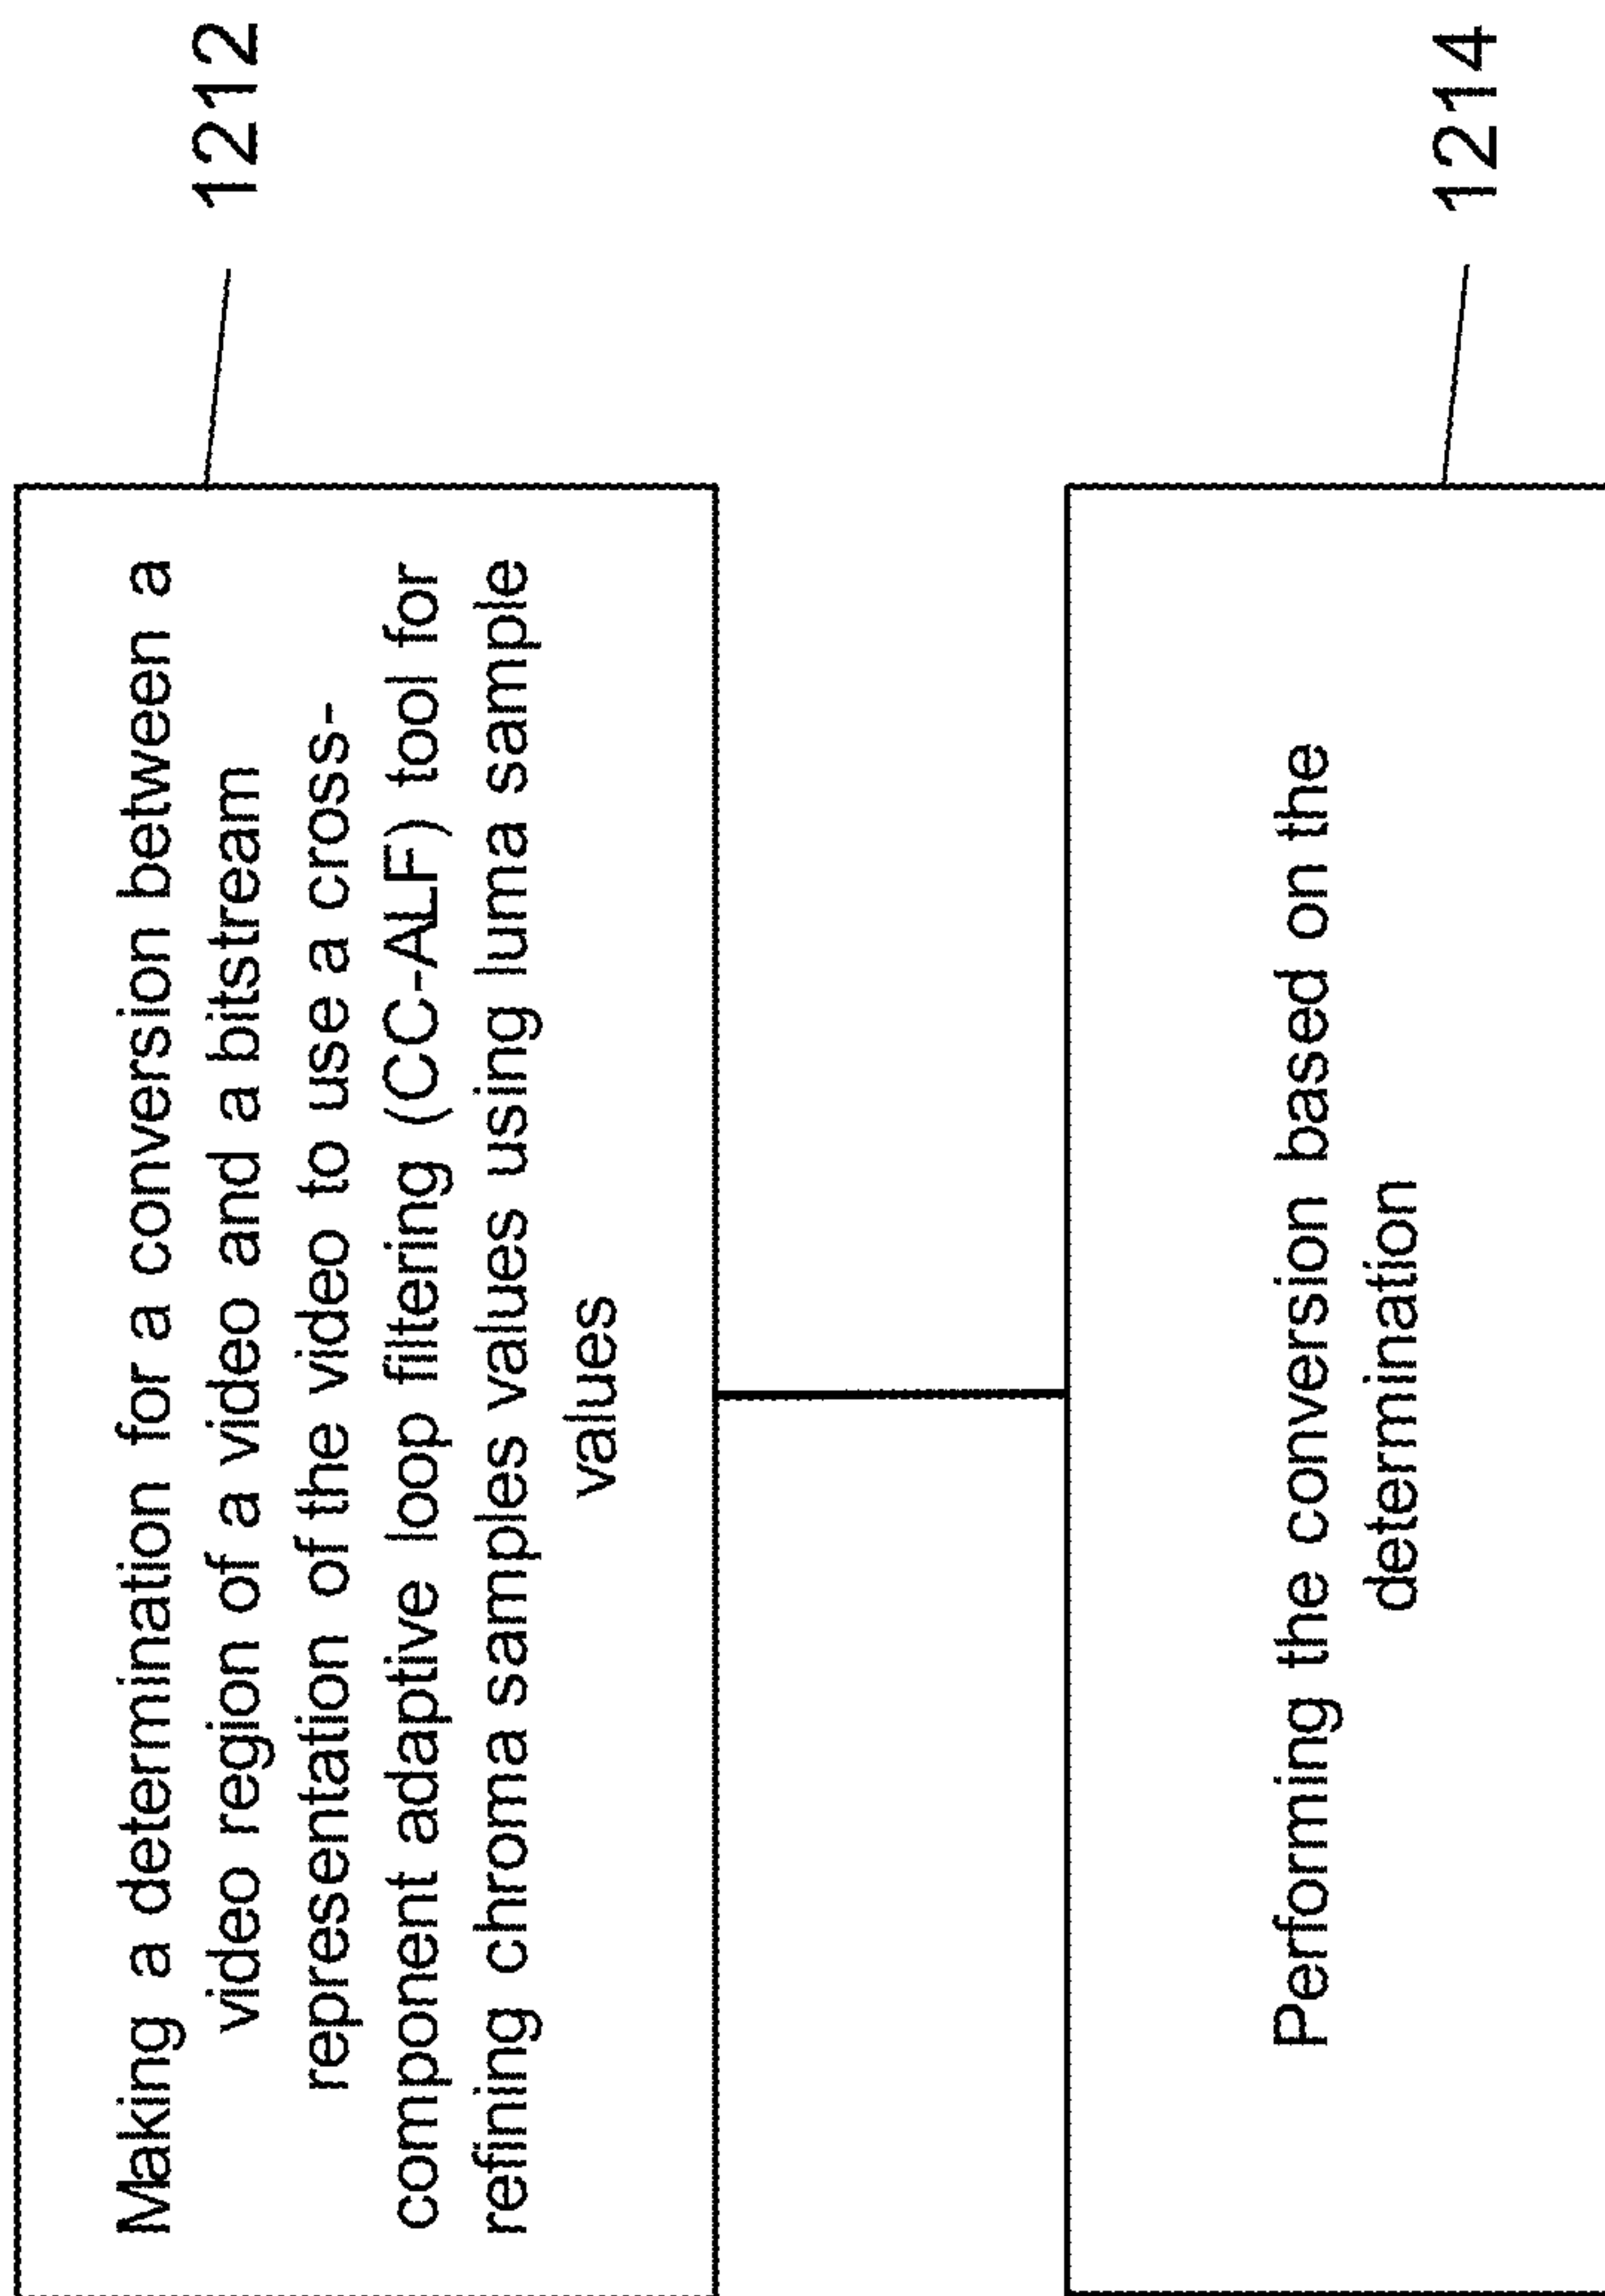 Making a determination for a conversion between a
video region of a video and a bitstream
representation of the video to use a cross-
component adaptive loop filtering (CC-ALF) tool for
refining chroma samples values using luma sample
values
1212
Performing the conversion based on the
determination
1214